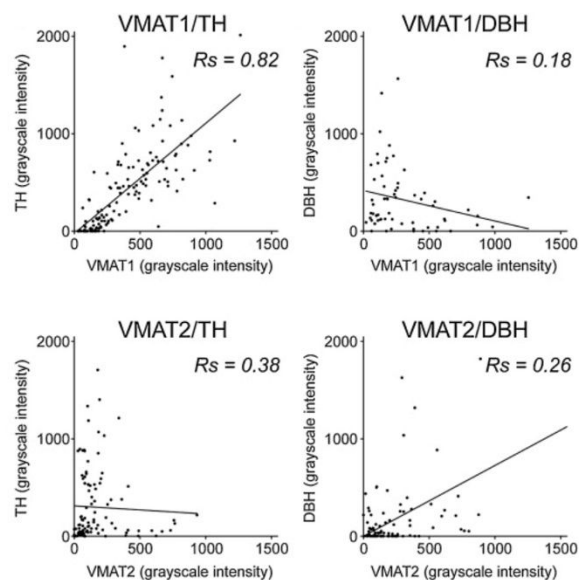 VMAT1/TH
Rs = 0.82
2000
1000
0
TH (grayscale intensity)
0 500 1000 1500
VMAT1 (grayscale intensity)
VMAT1/DBH
Rs = 0.18
2000
1000
0
DBH (grayscale intensity)
0 500 1000 1500
VMAT1 (grayscale intensity)
VMAT2/TH
Rs = 0.38
2000
1000
0
TH (grayscale intensity)
0 500 1000 1500
VMAT2 (grayscale intensity)
VMAT2/DBH
Rs = 0.26
2000
1000
0
DBH (grayscale intensity)
0 500 1000 1500
VMAT2 (grayscale intensity)